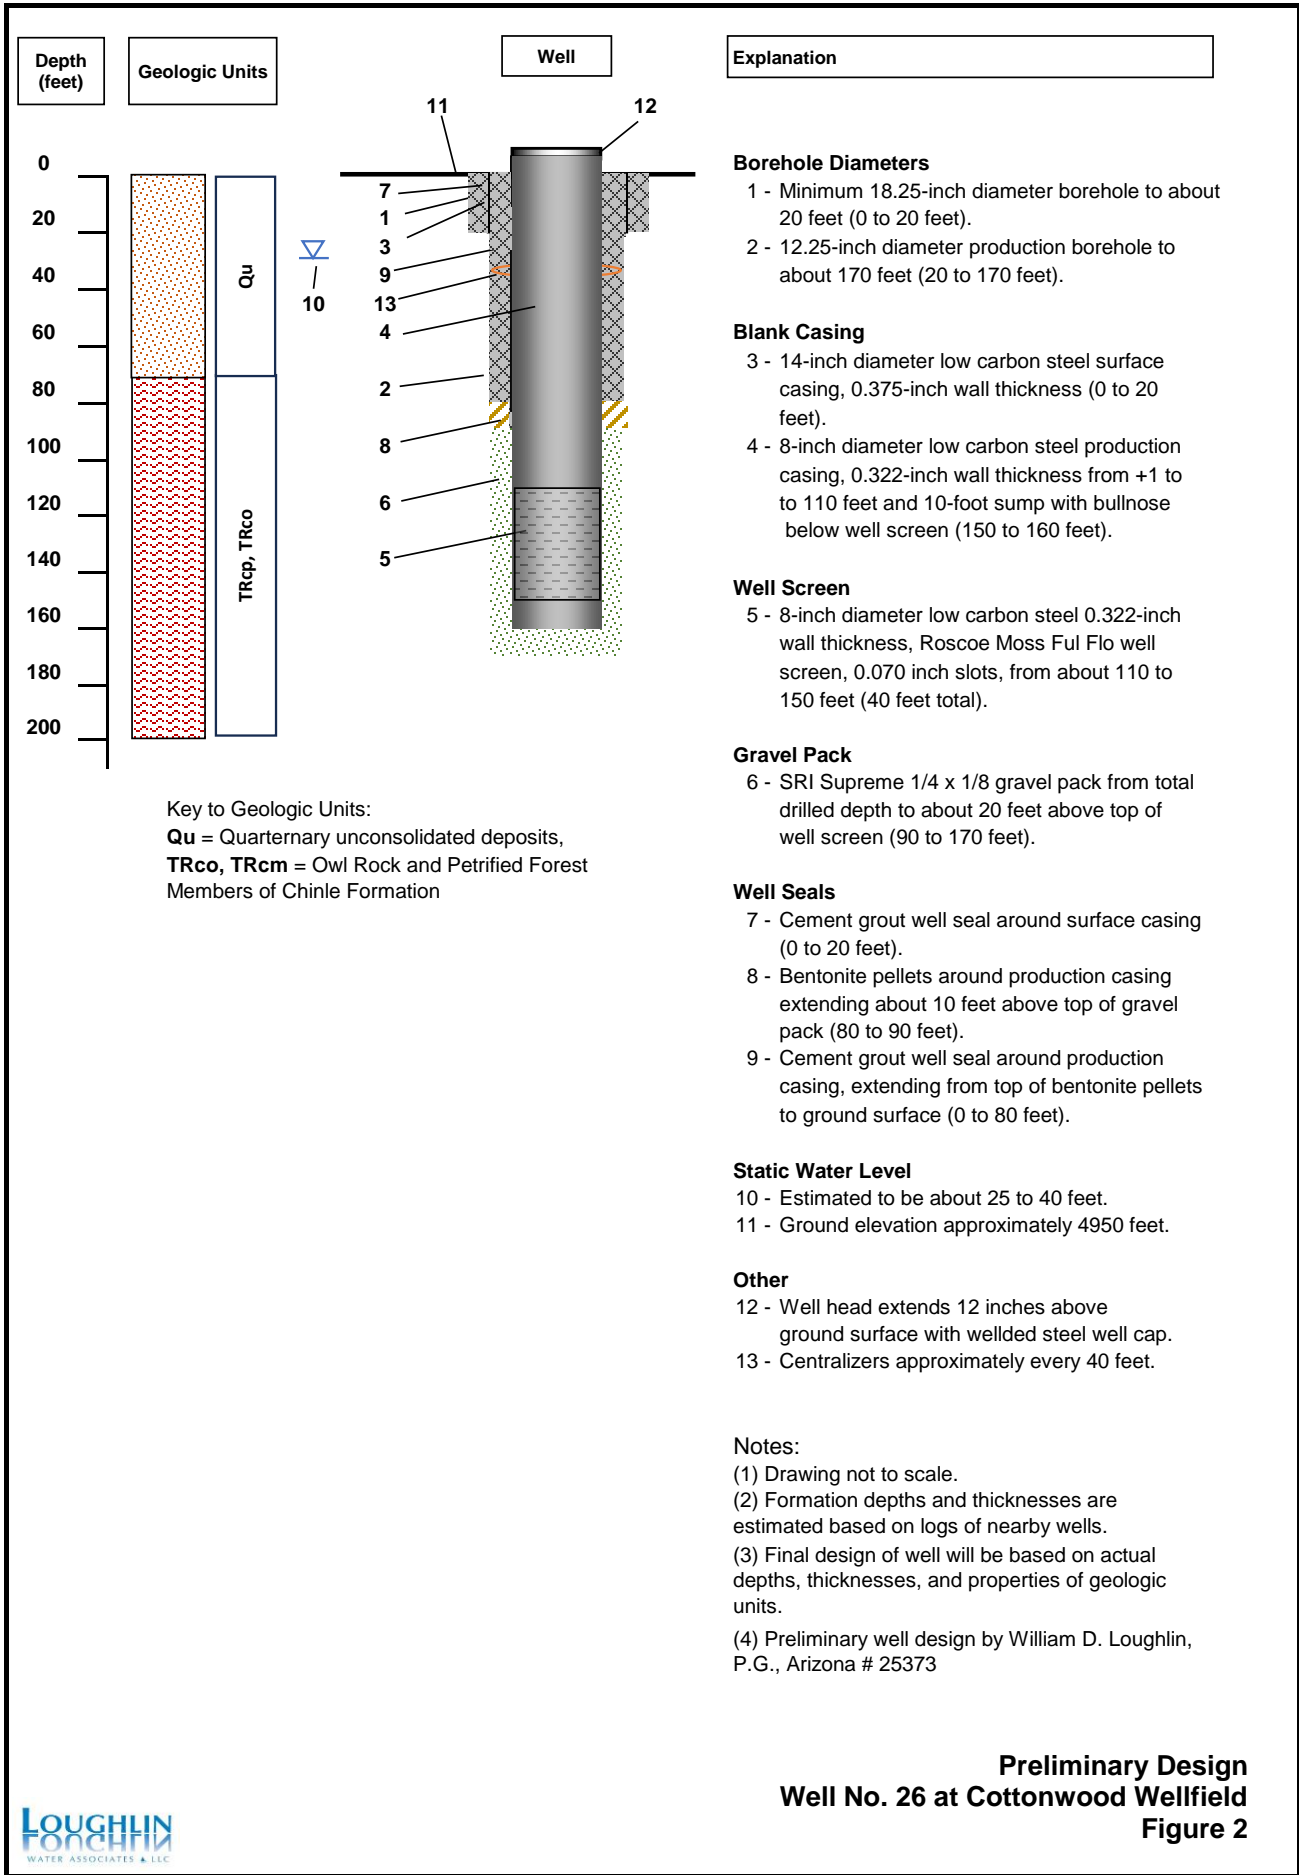 Depth
(feet)
Geologic Units
Well
Explanation
11
12
0
20
40
60
80
100
120
140
160
180
200
Qu
TRcp, TRco
10
7
1
3
9
13
4
2
8
6
5
Key to Geologic Units:
Qu = Quarternary unconsolidated deposits,
TRco, TRcm = Owl Rock and Petrified Forest
Members of Chinle Formation
Borehole Diameters
1 - Minimum 18.25-inch diameter borehole to about
20 feet (0 to 20 feet).
2 - 12.25-inch diameter production borehole to
about 170 feet (20 to 170 feet).
Blank Casing
3 - 14-inch diameter low carbon steel surface
casing, 0.375-inch wall thickness (0 to 20
feet).
4 - 8-inch diameter low carbon steel production
casing, 0.322-inch wall thickness from +1 to
to 110 feet and 10-foot sump with bullnose
below well screen (150 to 160 feet).
Well Screen
5 - 8-inch diameter low carbon steel 0.322-inch
wall thickness, Roscoe Moss Ful Flo well
screen, 0.070 inch slots, from about 110 to
150 feet (40 feet total).
Gravel Pack
6 - SRI Supreme 1/4 x 1/8 gravel pack from total
drilled depth to about 20 feet above top of
well screen (90 to 170 feet).
Well Seals
7 - Cement grout well seal around surface casing
(0 to 20 feet).
8 - Bentonite pellets around production casing
extending about 10 feet above top of gravel
pack (80 to 90 feet).
9 - Cement grout well seal around production
casing, extending from top of bentonite pellets
to ground surface (0 to 80 feet).
Static Water Level
10 - Estimated to be about 25 to 40 feet.
11 - Ground elevation approximately 4950 feet.
Other
12 - Well head extends 12 inches above
ground surface with wellded steel well cap.
13 - Centralizers approximately every 40 feet.
Notes:
(1) Drawing not to scale.
(2) Formation depths and thicknesses are
estimated based on logs of nearby wells.
(3) Final design of well will be based on actual
depths, thicknesses, and properties of geologic
units.
(4) Preliminary well design by William D. Loughlin,
P.G., Arizona # 25373
Preliminary Design
Well No. 26 at Cottonwood Wellfield
Figure 2
LOUGHLIN
WATER ASSOCIATES LLC